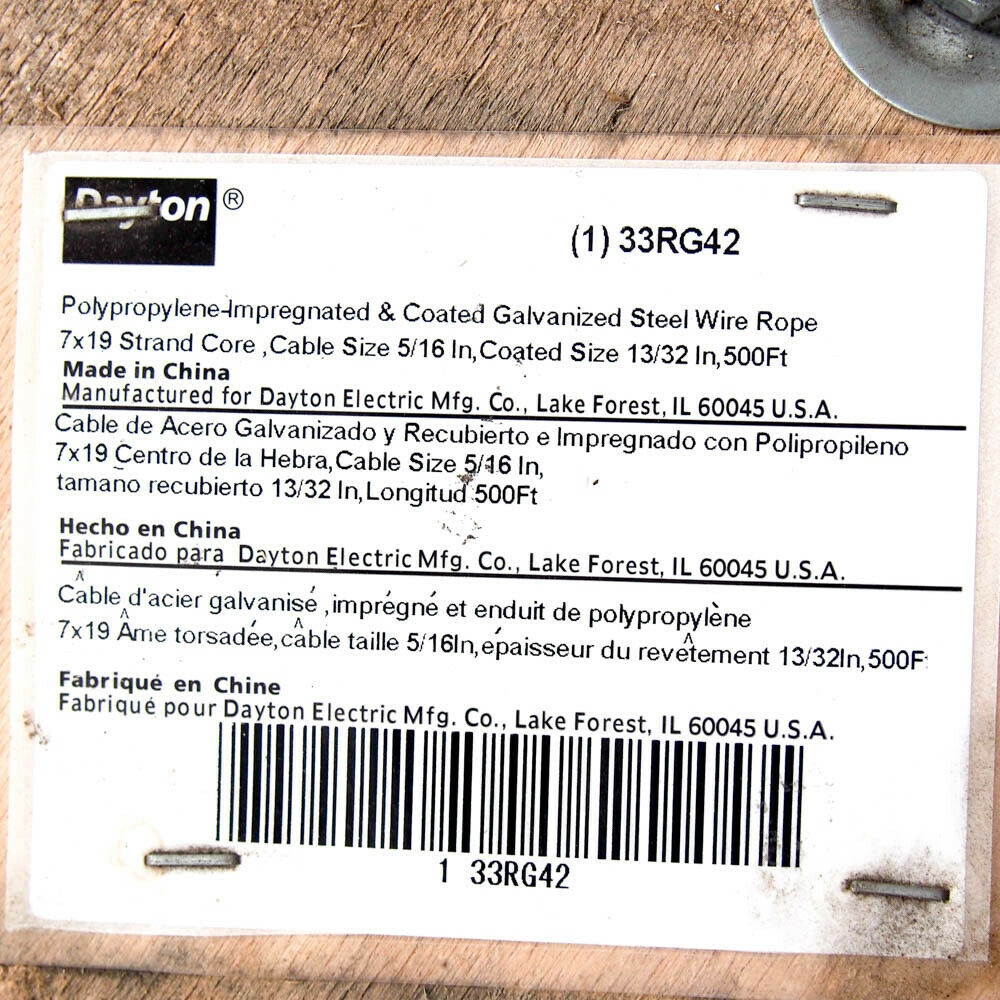 Dayton®
(1) 33RG42
Polypropylene-Impregnated & Coated Galvanized Steel Wire Rope
7x19 Strand Core ,Cable Size 5/16 In,Coated Size 13/32 In,500Ft
Made in China
Manufactured for Dayton Electric Mfg. Co., Lake Forest, IL 60045 U.S.A.
Cable de Acero Galvanizado y Recubierto e Impregnado con Polipropileno
7x19 Centro de la Hebra,Cable Size 5/16 In,
tamano recubierto 13/32 In,Longitud 500Ft
Hecho en China
Fabricado para Dayton Electric Mfg. Co., Lake Forest, IL 60045 U.S.A.
Câble d'acier galvanisé ,imprégné et enduit de polypropylène
7x19 Âme torsadée,câble taille 5/16In,épaisseur du revêtement 13/32In,500F
Fabriqué en Chine
Fabriqué pour Dayton Electric Mfg. Co., Lake Forest, IL 60045 U.S.A.
1 33RG42